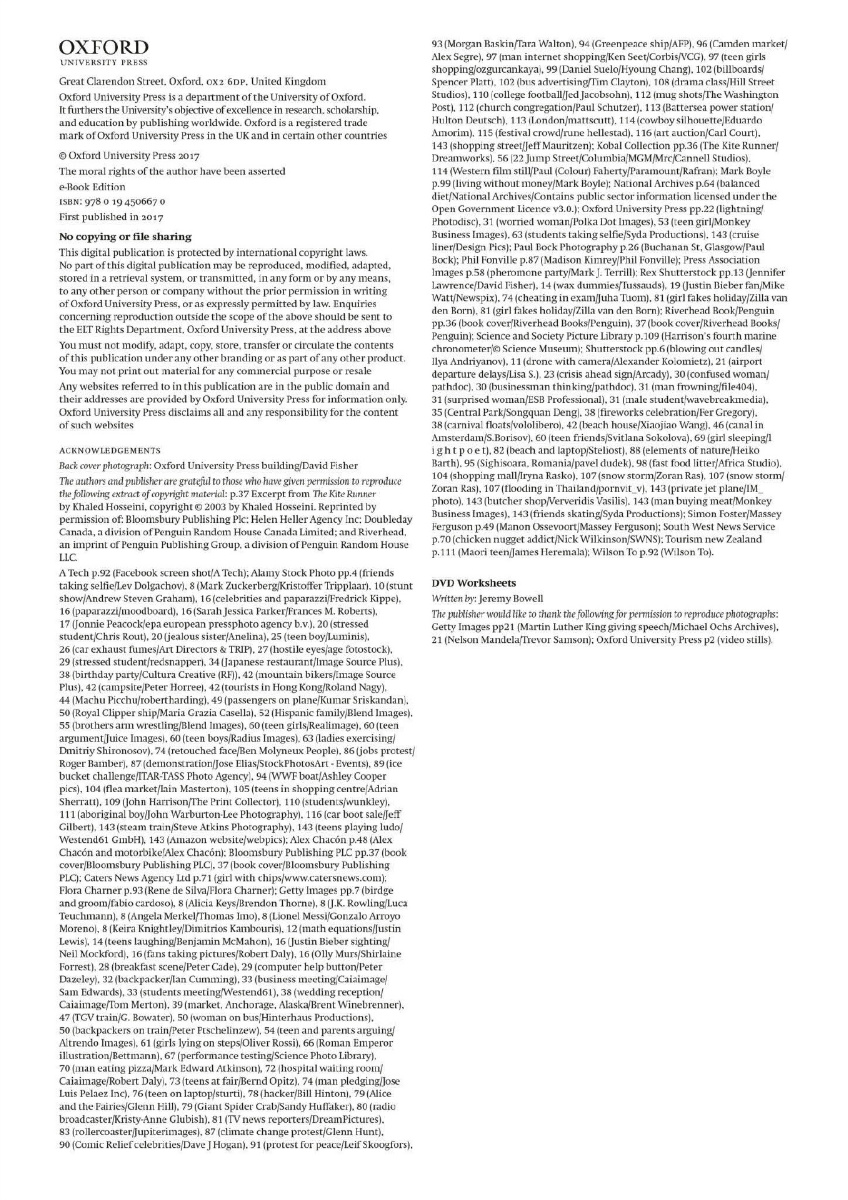 OXFORD
UNIVERSITY PRESS
Great Clarendon Street, Oxford, OX2 6DP, United Kingdom
Oxford University Press is a department of the University of Oxford.
It furthers the University's objective of excellence in research, scholarship,
and education by publishing worldwide. Oxford is a registered trade
mark of Oxford University Press in the UK and in certain other countries
© Oxford University Press 2017
The moral rights of the author have been asserted
e-Book Edition
ISBN: 978 0 19 450667 0
First published in 2017
No copying or file sharing
This digital publication is protected by international copyright laws.
No part of this digital publication may be reproduced, modified, adapted,
stored in a retrieval system, or transmitted, in any form or by any means,
to any other person or company without the prior permission in writing
of Oxford University Press, or as expressly permitted by law. Enquiries
concerning reproduction outside the scope of the above should be sent to
the ELT Rights Department, Oxford University Press, at the address above
You must not modify, adapt, copy, store, transfer or circulate the contents
of this publication under any other branding or as part of any other product.
You may not print out material for any commercial purpose or resale
Any websites referred to in this publication are in the public domain and
their addresses are provided by Oxford University Press for information only.
Oxford University Press disclaims all and any responsibility for the content
of such websites
ACKNOWLEDGEMENTS
Back cover photograph: Oxford University Press building/David Fisher
The authors and publisher are grateful to those who have given permission to reproduce
the following extract of copyright material: p.37 Excerpt from The Kite Runner
by Khaled Hosseini, copyright © 2003 by Khaled Hosseini. Reprinted by
permission of: Bloomsbury Publishing Plc; Helen Heller Agency Inc; Doubleday
Canada, a division of Penguin Random House Canada Limited; and Riverhead,
an imprint of Penguin Publishing Group, a division of Penguin Random House
LLC.
A Tech p.92 (Facebook screen shot/A Tech); Alamy Stock Photo pp.4 (friends
taking selfie/Lev Dolgachov), 8 (Mark Zuckerberg/Kristoffer Tripplaar), 10 (stunt
show/Andrew Steven Graham), 16 (celebrities and paparazzi/Fredrick Kippe),
16 (paparazzi/moodboard), 16 (Sarah Jessica Parker/Frances M. Roberts),
17 (Jonnie Peacock/epa european pressphoto agency b.v.), 20 (stressed
student/Chris Rout), 20 (jealous sister/Anelina), 25 (teen boy/Luminis),
26 (car exhaust fumes/Art Directors & TRIP), 27 (hostile eyes/age fotostock),
29 (stressed student/redsnapper), 34 (Japanese restaurant/Image Source Plus),
38 (birthday party/Cultura Creative (RF)), 42 (mountain bikers/Image Source
Plus), 42 (campsite/Peter Horree), 42 (tourists in Hong Kong/Roland Nagy),
44 (Machu Picchu/robertharding), 49 (passengers on plane/Kumar Sriskandan),
50 (Royal Clipper ship/Maria Grazia Casella), 52 (Hispanic family/Blend Images),
55 (brothers arm wrestling/Blend Images), 60 (teen girls/Realimage), 60 (teen
argument/Juice Images), 60 (teen boys/Radius Images), 63 (ladies exercising/
Dmitriy Shironosov), 74 (retouched face/Ben Molyneux People), 86 (jobs protest/
Roger Bamber), 87 (demonstration/Jose Elias/StockPhotosArt - Events), 89 (ice
bucket challenge/ITAR-TASS Photo Agency), 94 (WWF boat/Ashley Cooper
pics), 104 (flea market/Iain Masterton), 105 (teens in shopping centre/Adrian
Sherratt), 109 (John Harrison/The Print Collector), 110 (students/wunkley),
111 (aboriginal boy/John Warburton-Lee Photography), 116 (car boot sale/Jeff
Gilbert), 143 (steam train/Steve Atkins Photography), 143 (teens playing ludo/
Westend61 GmbH), 143 (Amazon website/webpics); Alex Chacón p.48 (Alex
Chacón and motorbike/Alex Chacón); Bloomsbury Publishing PLC pp.37 (book
cover/Bloomsbury Publishing PLC), 37 (book cover/Bloomsbury Publishing
PLC); Caters News Agency Ltd p.71 (girl with chips/www.catersnews.com);
Flora Charner p.93 (Rene de Silva/Flora Charner); Getty Images pp.7 (birdge
and groom/fabio cardoso), 8 (Alicia Keys/Brendon Thorne), 8 (J.K. Rowling/Luca
Teuchmann), 8 (Angela Merkel/Thomas Imo), 8 (Lionel Messi/Gonzalo Arroyo
Moreno), 8 (Keira Knightley/Dimitrios Kambouris), 12 (math equations/Justin
Lewis), 14 (teens laughing/Benjamin McMahon), 16 (Justin Bieber sighting/
Neil Mockford), 16 (fans taking pictures/Robert Daly), 16 (Olly Murs/Shirlaine
Forrest), 28 (breakfast scene/Peter Cade), 29 (computer help button/Peter
Dazeley), 32 (backpacker/Ian Cumming), 33 (business meeting/Caiaimage/
Sam Edwards), 33 (students meeting/Westend61), 38 (wedding reception/
Caiaimage/Tom Merton), 39 (market, Anchorage, Alaska/Brent Winebrenner),
47 (TGV train/G. Bowater), 50 (woman on bus/Hinterhaus Productions),
50 (backpackers on train/Peter Ptschelinzew), 54 (teen and parents arguing/
Altrendo Images), 61 (girls lying on steps/Oliver Rossi), 66 (Roman Emperor
illustration/Bettmann), 67 (performance testing/Science Photo Library),
70 (man eating pizza/Mark Edward Atkinson), 72 (hospital waiting room/
Caiaimage/Robert Daly), 73 (teens at fair/Bernd Opitz), 74 (man pledging/Jose
Luis Pelaez Inc), 76 (teen on laptop/sturti), 78 (hacker/Bill Hinton), 79 (Alice
and the Fairies/Glenn Hill), 79 (Giant Spider Crab/Sandy Huffaker), 80 (radio
broadcaster/Kristy-Anne Glubish), 81 (TV news reporters/DreamPictures),
83 (rollercoaster/Jupiterimages), 87 (climate change protest/Glenn Hunt),
90 (Comic Relief celebrities/Dave J Hogan), 91 (protest for peace/Leif Skoogfors),
93 (Morgan Baskin/Tara Walton), 94 (Greenpeace ship/AFP), 96 (Camden market/
Alex Segre), 97 (man internet shopping/Ken Seet/Corbis/VCG), 97 (teen girls
shopping/ozgurcankaya), 99 (Daniel Suelo/Hyoung Chang), 102 (billboards/
Spencer Platt), 102 (bus advertising/Tim Clayton), 108 (drama class/Hill Street
Studios), 110 (college football/Jed Jacobsohn), 112 (mug shots/The Washington
Post), 112 (church congregation/Paul Schutzer), 113 (Battersea power station/
Hulton Deutsch), 113 (London/mattscutt), 114 (cowboy silhouette/Eduardo
Amorim), 115 (festival crowd/rune hellestad), 116 (art auction/Carl Court),
143 (shopping street/Jeff Mauritzen); Kobal Collection pp.36 (The Kite Runner/
Dreamworks), 56 (22 Jump Street/Columbia/MGM/Mrc/Cannell Studios),
114 (Western film still/Paul (Colour) Faherty/Paramount/Rafran); Mark Boyle
p.99 (living without money/Mark Boyle); National Archives p.64 (balanced
diet/National Archives/Contains public sector information licensed under the
Open Government Licence v3.0.); Oxford University Press pp.22 (lightning/
Photodisc), 31 (worried woman/Polka Dot Images), 53 (teen girl/Monkey
Business Images), 63 (students taking selfie/Syda Productions), 143 (cruise
liner/Design Pics); Paul Bock Photography p.26 (Buchanan St, Glasgow/Paul
Bock); Phil Fonville p.87 (Madison Kimrey/Phil Fonville); Press Association
Images p.58 (pheromone party/Mark J. Terrill); Rex Shutterstock pp.13 (Jennifer
Lawrence/David Fisher), 14 (wax dummies/Tussauds), 19 (Justin Bieber fan/Mike
Watt/Newspix), 74 (cheating in exam/Juha Tuom), 81 (girl fakes holiday/Zilla van
den Born), 81 (girl fakes holiday/Zilla van den Born); Riverhead Book/Penguin
pp.36 (book cover/Riverhead Books/Penguin), 37 (book cover/Riverhead Books/
Penguin); Science and Society Picture Library p.109 (Harrison's fourth marine
chronometer/© Science Museum); Shutterstock pp.6 (blowing out candles/
Ilya Andriyanov), 11 (drone with camera/Alexander Kolomietz), 21 (airport
departure delays/Lisa S.), 23 (crisis ahead sign/Arcady), 30 (confused woman/
pathdoc), 30 (businessman thinking/pathdoc), 31 (man frowning/file404),
31 (surprised woman/ESB Professional), 31 (male student/wavebreakmedia),
35 (Central Park/Songquan Deng), 38 (fireworks celebration/Fer Gregory),
38 (carnival floats/vololibero), 42 (beach house/Xiaojiao Wang), 46 (canal in
Amsterdam/S.Borisov), 60 (teen friends/Svitlana Sokolova), 69 (girl sleeping/l
i g h t p o e t), 82 (beach and laptop/Steliost), 88 (elements of nature/Heiko
Barth), 95 (Sighisoara, Romania/pavel dudek), 98 (fast food litter/Africa Studio),
104 (shopping mall/Iryna Rasko), 107 (snow storm/Zoran Ras), 107 (snow storm/
Zoran Ras), 107 (flooding in Thailand/pornvit_v), 143 (private jet plane/IM_
photo), 143 (butcher shop/Ververidis Vasilis), 143 (man buying meat/Monkey
Business Images), 143 (friends skating/Syda Productions); Simon Foster/Massey
Ferguson p.49 (Manon Ossevoort/Massey Ferguson); South West News Service
p.70 (chicken nugget addict/Nick Wilkinson/SWNS); Tourism new Zealand
p.111 (Maori teen/James Heremala); Wilson To p.92 (Wilson To).
DVD Worksheets
Written by: Jeremy Bowell
The publisher would like to thank the following for permission to reproduce photographs:
Getty Images pp21 (Martin Luther King giving speech/Michael Ochs Archives),
21 (Nelson Mandela/Trevor Samson); Oxford University Press p2 (video stills).